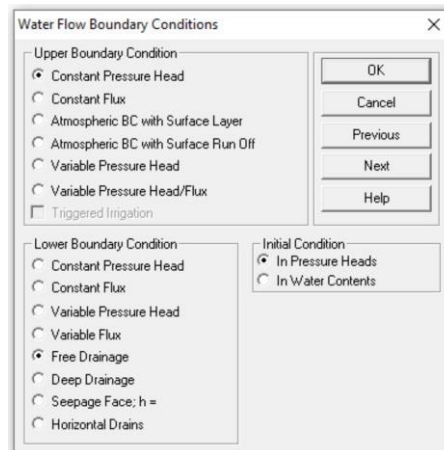 Water Flow Boundary Conditions
Upper Boundary Condition
Constant Pressure Head
Constant Flux
Atmospheric BC with Surface Layer
Atmospheric BC with Surface Run Off
Variable Pressure Head
Variable Pressure Head/Flux
Triggered Irrigation
OK
Cancel
Previous
Next
Help
Lower Boundary Condition
Constant Pressure Head
Constant Flux
Variable Pressure Head
Variable Flux
Free Drainage
Deep Drainage
Seepage Face; h =
Horizontal Drains
Initial Condition
In Pressure Heads
In Water Contents